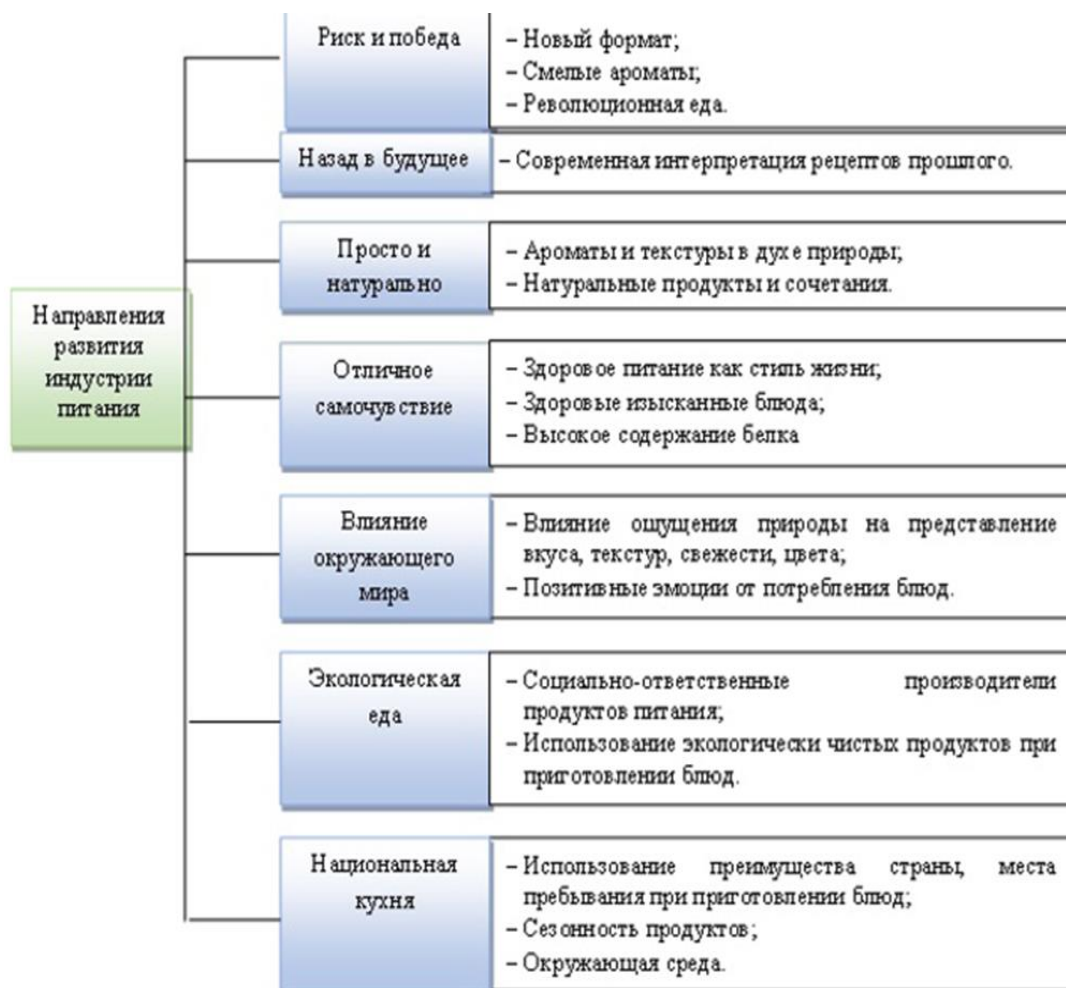 Риск и победа
– Новый формат;
– Смелые ароматы;
– Революционная еда.
Назад в будущее
– Современная интерпретация рецептов прошлого.
Просто и
натурально
– Ароматы и текстуры в духе природы;
– Натуральные продукты и сочетания.
Направления
развития
индустрии
питания
Отличное
самочувствие
– Здоровое питание как стиль жизни;
– Здоровые изысканные блюда;
– Высокое содержание белка
Влияние
окружающего
мира
– Влияние ощущения природы на представление
вкуса, текстур, свежести, цвета;
– Позитивные эмоции от потребления блюд.
Экологическая
еда
– Социально-ответственные производители
продуктов питания;
– Использование экологически чистых продуктов при
приготовлении блюд.
Национальная
кухня
– Использование преимущества страны, места
пребывания при приготовлении блюд;
– Сезонность продуктов;
– Окружающая среда.